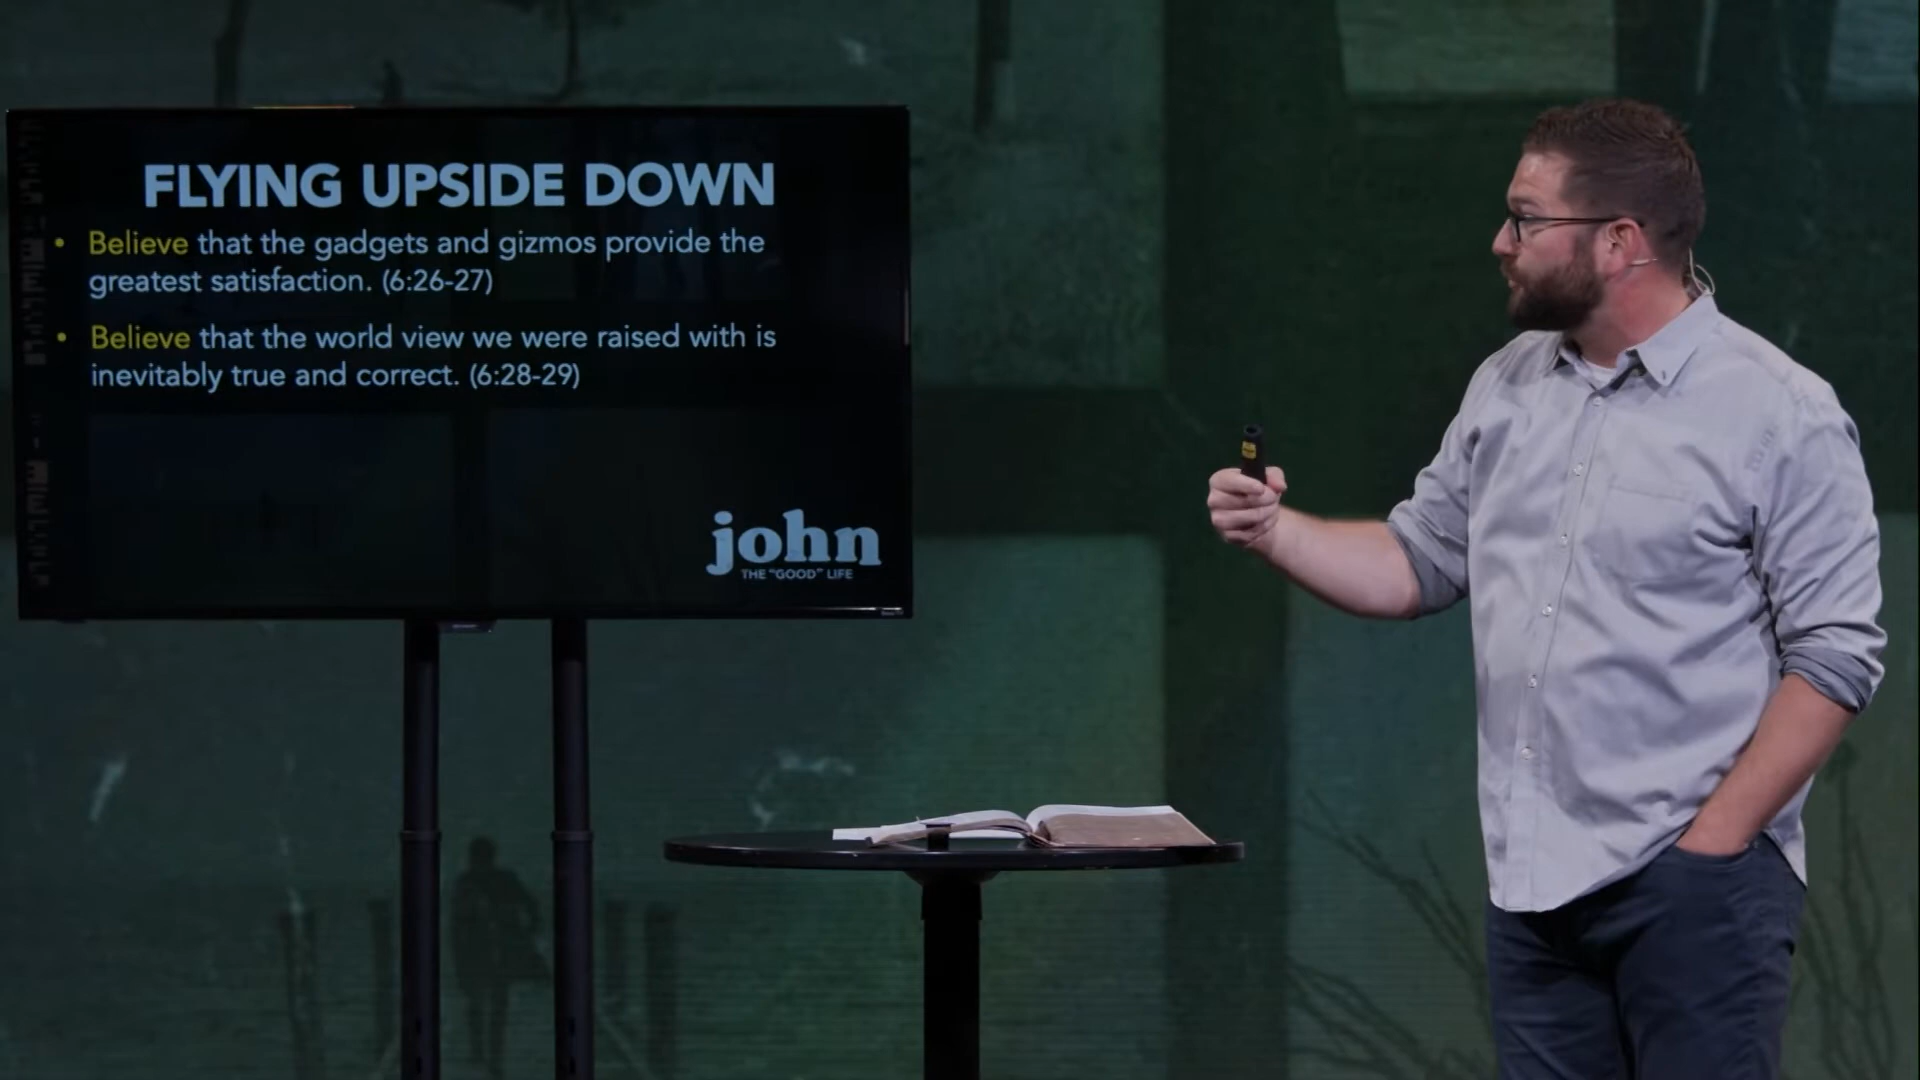 FLYING UPSIDE DOWN
• Believe that the gadgets and gizmos provide the
greatest satisfaction. (6:26-27)
• Believe that the world view we were raised with is
inevitably true and correct. (6:28-29)
john
THE "GOOD" LIFE